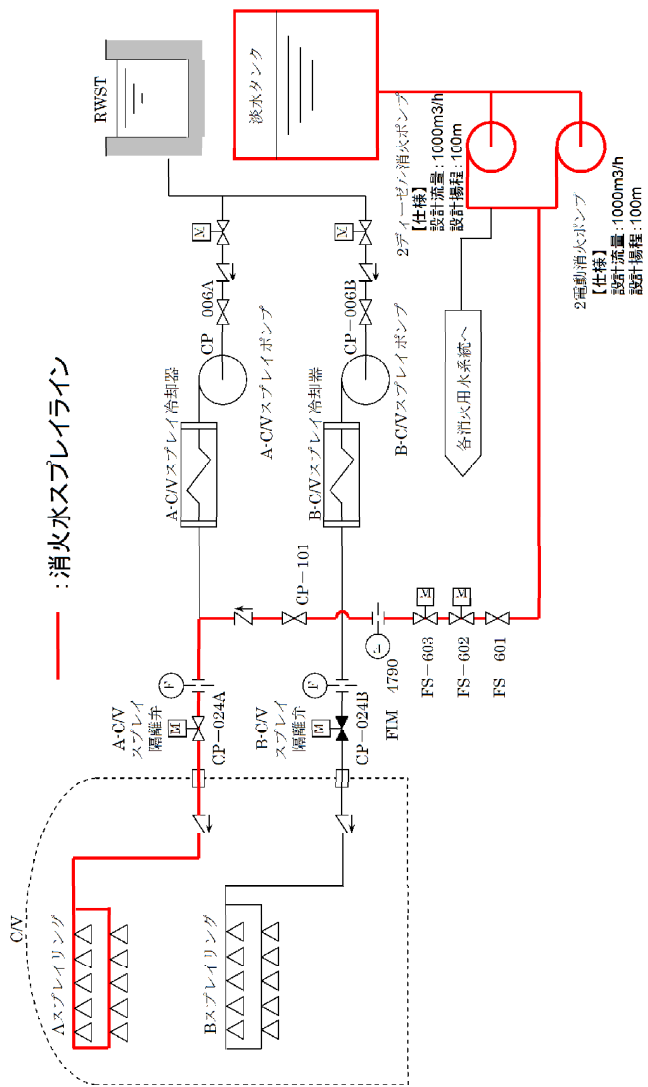 :消火水スプレイライン
C/V
Aスプレイリング
Bスプレイリング
A-C/V
スプレイ
隔離弁
M
CP-024A
F
B-C/V
スプレイ
隔離弁
M
CP-024B
F
FIM 4790
CP-101
FS-603
M
FS-602
M
FS 601
A-C/Vスプレイ冷却器
B-C/Vスプレイ冷却器
A-C/Vスプレイポンプ
B-C/Vスプレイポンプ
CP 006A
CP-006B
RWST
淡水タンク
各消火用水系統へ
2ディーゼル消火ポンプ
【仕様】
設計流量:1000m3/h
設計揚程:100m
2電動消火ポンプ
【仕様】
設計流量:1000m3/h
設計揚程:100m